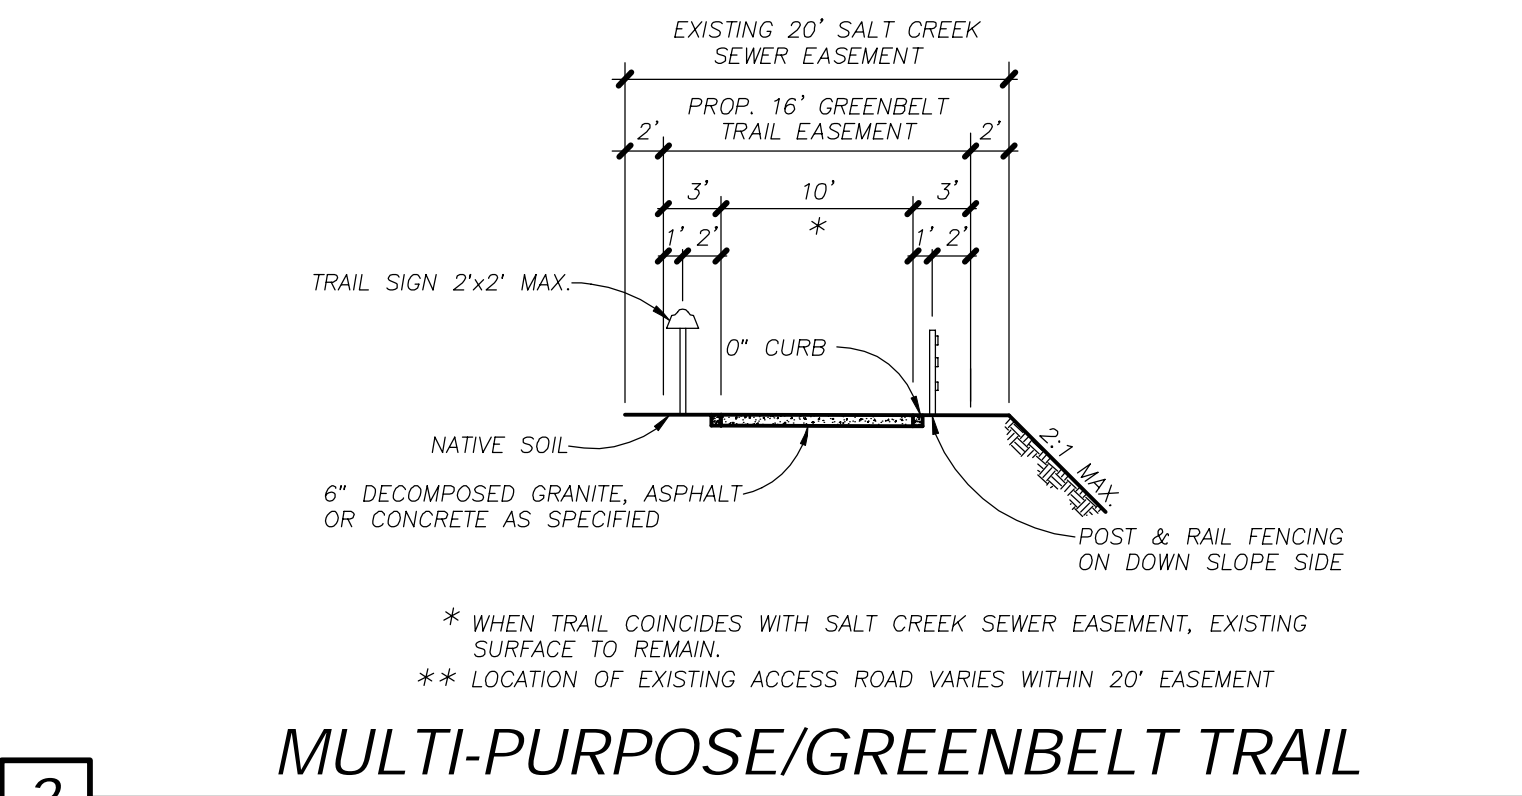 EXISTING 20' SALT CREEK
SEWER EASEMENT
PROP. 16' GREENBELT
TRAIL EASEMENT
2'
2'
3'
10'
3'
*
1'
2'
1'
2'
TRAIL SIGN 2'x2' MAX.
0" CURB
NATIVE SOIL
2:1 MAX.
6" DECOMPOSED GRANITE, ASPHALT
OR CONCRETE AS SPECIFIED
POST & RAIL FENCING
ON DOWN SLOPE SIDE
* WHEN TRAIL COINCIDES WITH SALT CREEK SEWER EASEMENT, EXISTING
SURFACE TO REMAIN.
** LOCATION OF EXISTING ACCESS ROAD VARIES WITHIN 20' EASEMENT
MULTI-PURPOSE/GREENBELT TRAIL